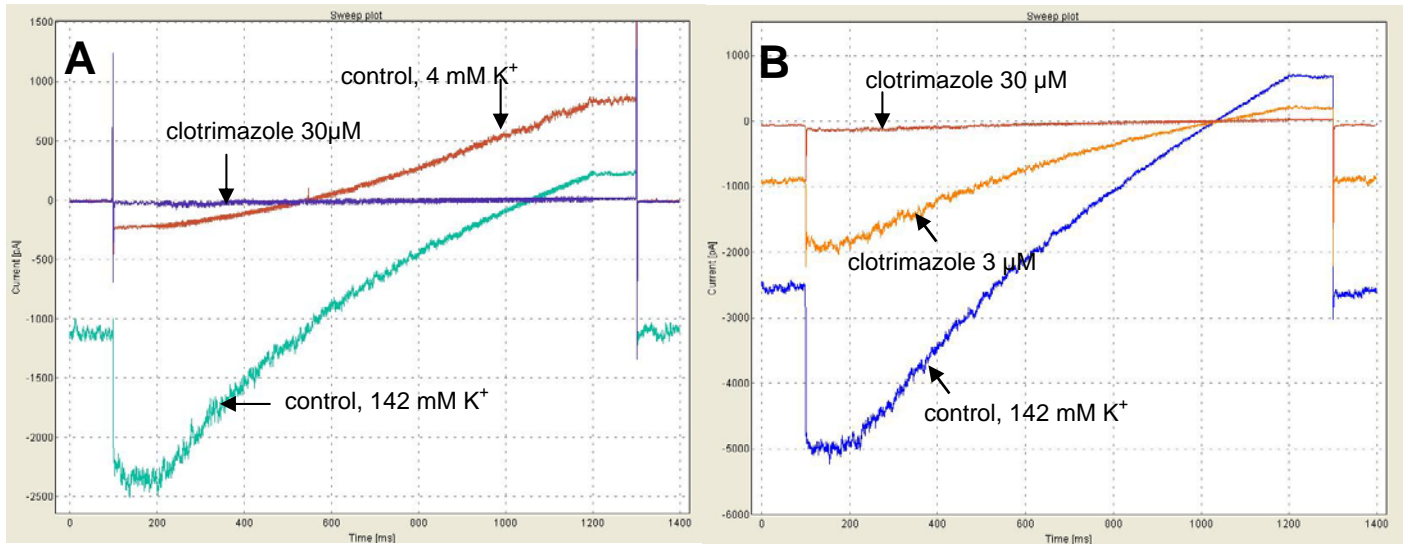 Sweep plot
A
control, 4 mM K⁺
clotrimazole 30µM
control, 142 mM K⁺
1500
1000
500
0
-500
-1000
-1500
-2000
-2500
Current [pA]
0 200 400 600 800 1000 1200 1400
Time [ms]
Sweep plot
B
clotrimazole 30 µM
clotrimazole 3 µM
control, 142 mM K⁺
1000
0
-1000
-2000
-3000
-4000
-5000
-6000
Current [pA]
0 200 400 600 800 1000 1200 1400
Time [ms]